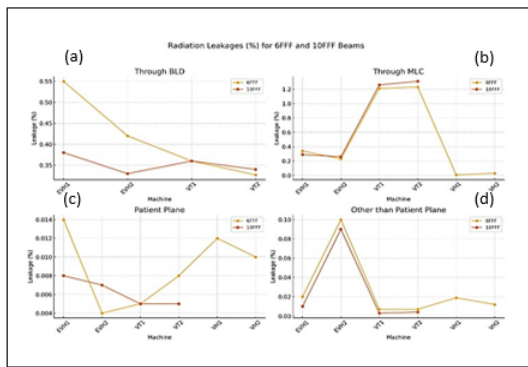 Radiation Leakages (%) for 6FFF and 10FFF Beams
(a)
Through BLD
6FFF
10FFF
Leakage (%)
0.55
0.50
0.45
0.40
0.35
EVH1
EVH2
VT1
VT2
Machine
(b)
Through MLC
6FFF
10FFF
Leakage (%)
1.2
1.0
0.8
0.6
0.4
0.2
0.0
EVH1
EVH2
VT1
VT2
VH1
VH2
Machine
(c)
Patient Plane
6FFF
10FFF
Leakage (%)
0.014
0.012
0.010
0.008
0.006
0.004
EVH1
EVH2
VT1
VT2
VH1
VH2
Machine
(d)
Other than Patient Plane
6FFF
10FFF
Leakage (%)
0.10
0.08
0.06
0.04
0.02
0.00
EVH1
EVH2
VT1
VT2
VH1
VH2
Machine